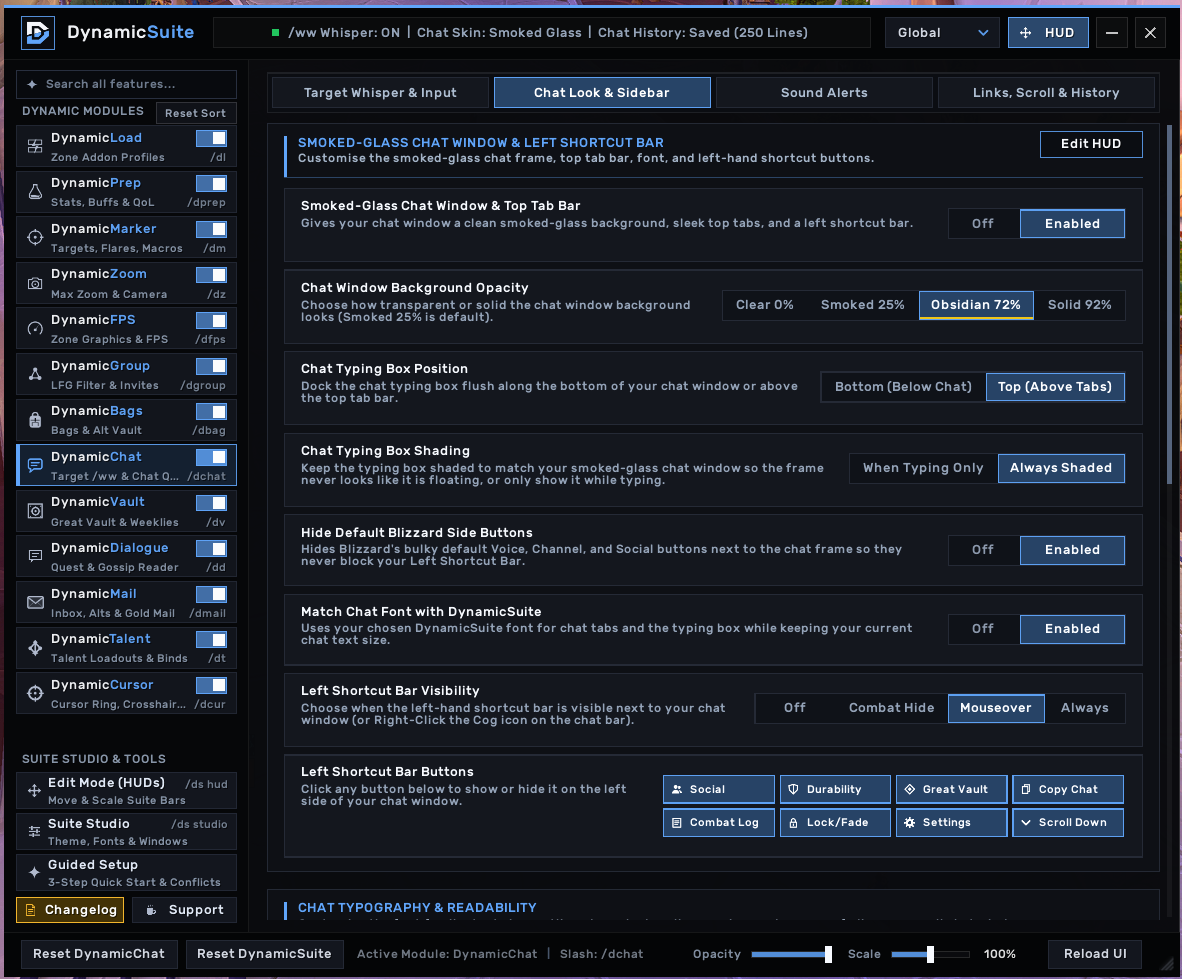 DynamicSuite
/ww Whisper: ON | Chat Skin: Smoked Glass | Chat History: Saved (250 Lines)
Global
HUD
Search all features...
DYNAMIC MODULES
Reset Sort
DynamicLoad
Zone Addon Profiles /dl
DynamicPrep
Stats, Buffs & QoL /dprep
DynamicMarker
Targets, Flares, Macros /dm
DynamicZoom
Max Zoom & Camera /dz
DynamicFPS
Zone Graphics & FPS /dfps
DynamicGroup
LFG Filter & Invites /dgroup
DynamicBags
Bags & Alt Vault /dbag
DynamicChat
Target /ww & Chat Q... /dchat
DynamicVault
Great Vault & Weeklies /dv
DynamicDialogue
Quest & Gossip Reader /dd
DynamicMail
Inbox, Alts & Gold Mail /dmail
DynamicTalent
Talent Loadouts & Binds /dt
DynamicCursor
Cursor Ring, Crosshair... /dcur
SUITE STUDIO & TOOLS
Edit Mode (HUDs) /ds hud
Move & Scale Suite Bars
Suite Studio /ds studio
Theme, Fonts & Windows
Guided Setup
3-Step Quick Start & Conflicts
Changelog
Support
Target Whisper & Input
Chat Look & Sidebar
Sound Alerts
Links, Scroll & History
SMOKED-GLASS CHAT WINDOW & LEFT SHORTCUT BAR
Customise the smoked-glass chat frame, top tab bar, font, and left-hand shortcut buttons.
Edit HUD
Smoked-Glass Chat Window & Top Tab Bar
Gives your chat window a clean smoked-glass background, sleek top tabs, and a left shortcut bar.
Off Enabled
Chat Window Background Opacity
Choose how transparent or solid the chat window background
looks (Smoked 25% is default).
Clear 0% Smoked 25% Obsidian 72% Solid 92%
Chat Typing Box Position
Dock the chat typing box flush along the bottom of your chat window or above
the top tab bar.
Bottom (Below Chat) Top (Above Tabs)
Chat Typing Box Shading
Keep the typing box shaded to match your smoked-glass chat window so the frame
never looks like it is floating, or only show it while typing.
When Typing Only Always Shaded
Hide Default Blizzard Side Buttons
Hides Blizzard's bulky default Voice, Channel, and Social buttons next to the chat frame so they
never block your Left Shortcut Bar.
Off Enabled
Match Chat Font with DynamicSuite
Uses your chosen DynamicSuite font for chat tabs and the typing box while keeping your current
chat text size.
Off Enabled
Left Shortcut Bar Visibility
Choose when the left-hand shortcut bar is visible next to your chat
window (or Right-Click the Cog icon on the chat bar).
Off Combat Hide Mouseover Always
Left Shortcut Bar Buttons
Click any button below to show or hide it on the left
side of your chat window.
Social Durability Great Vault Copy Chat
Combat Log Lock/Fade Settings Scroll Down
CHAT TYPOGRAPHY & READABILITY
Reset DynamicChat
Reset DynamicSuite
Active Module: DynamicChat | Slash: /dchat
Opacity
Scale
100%
Reload UI